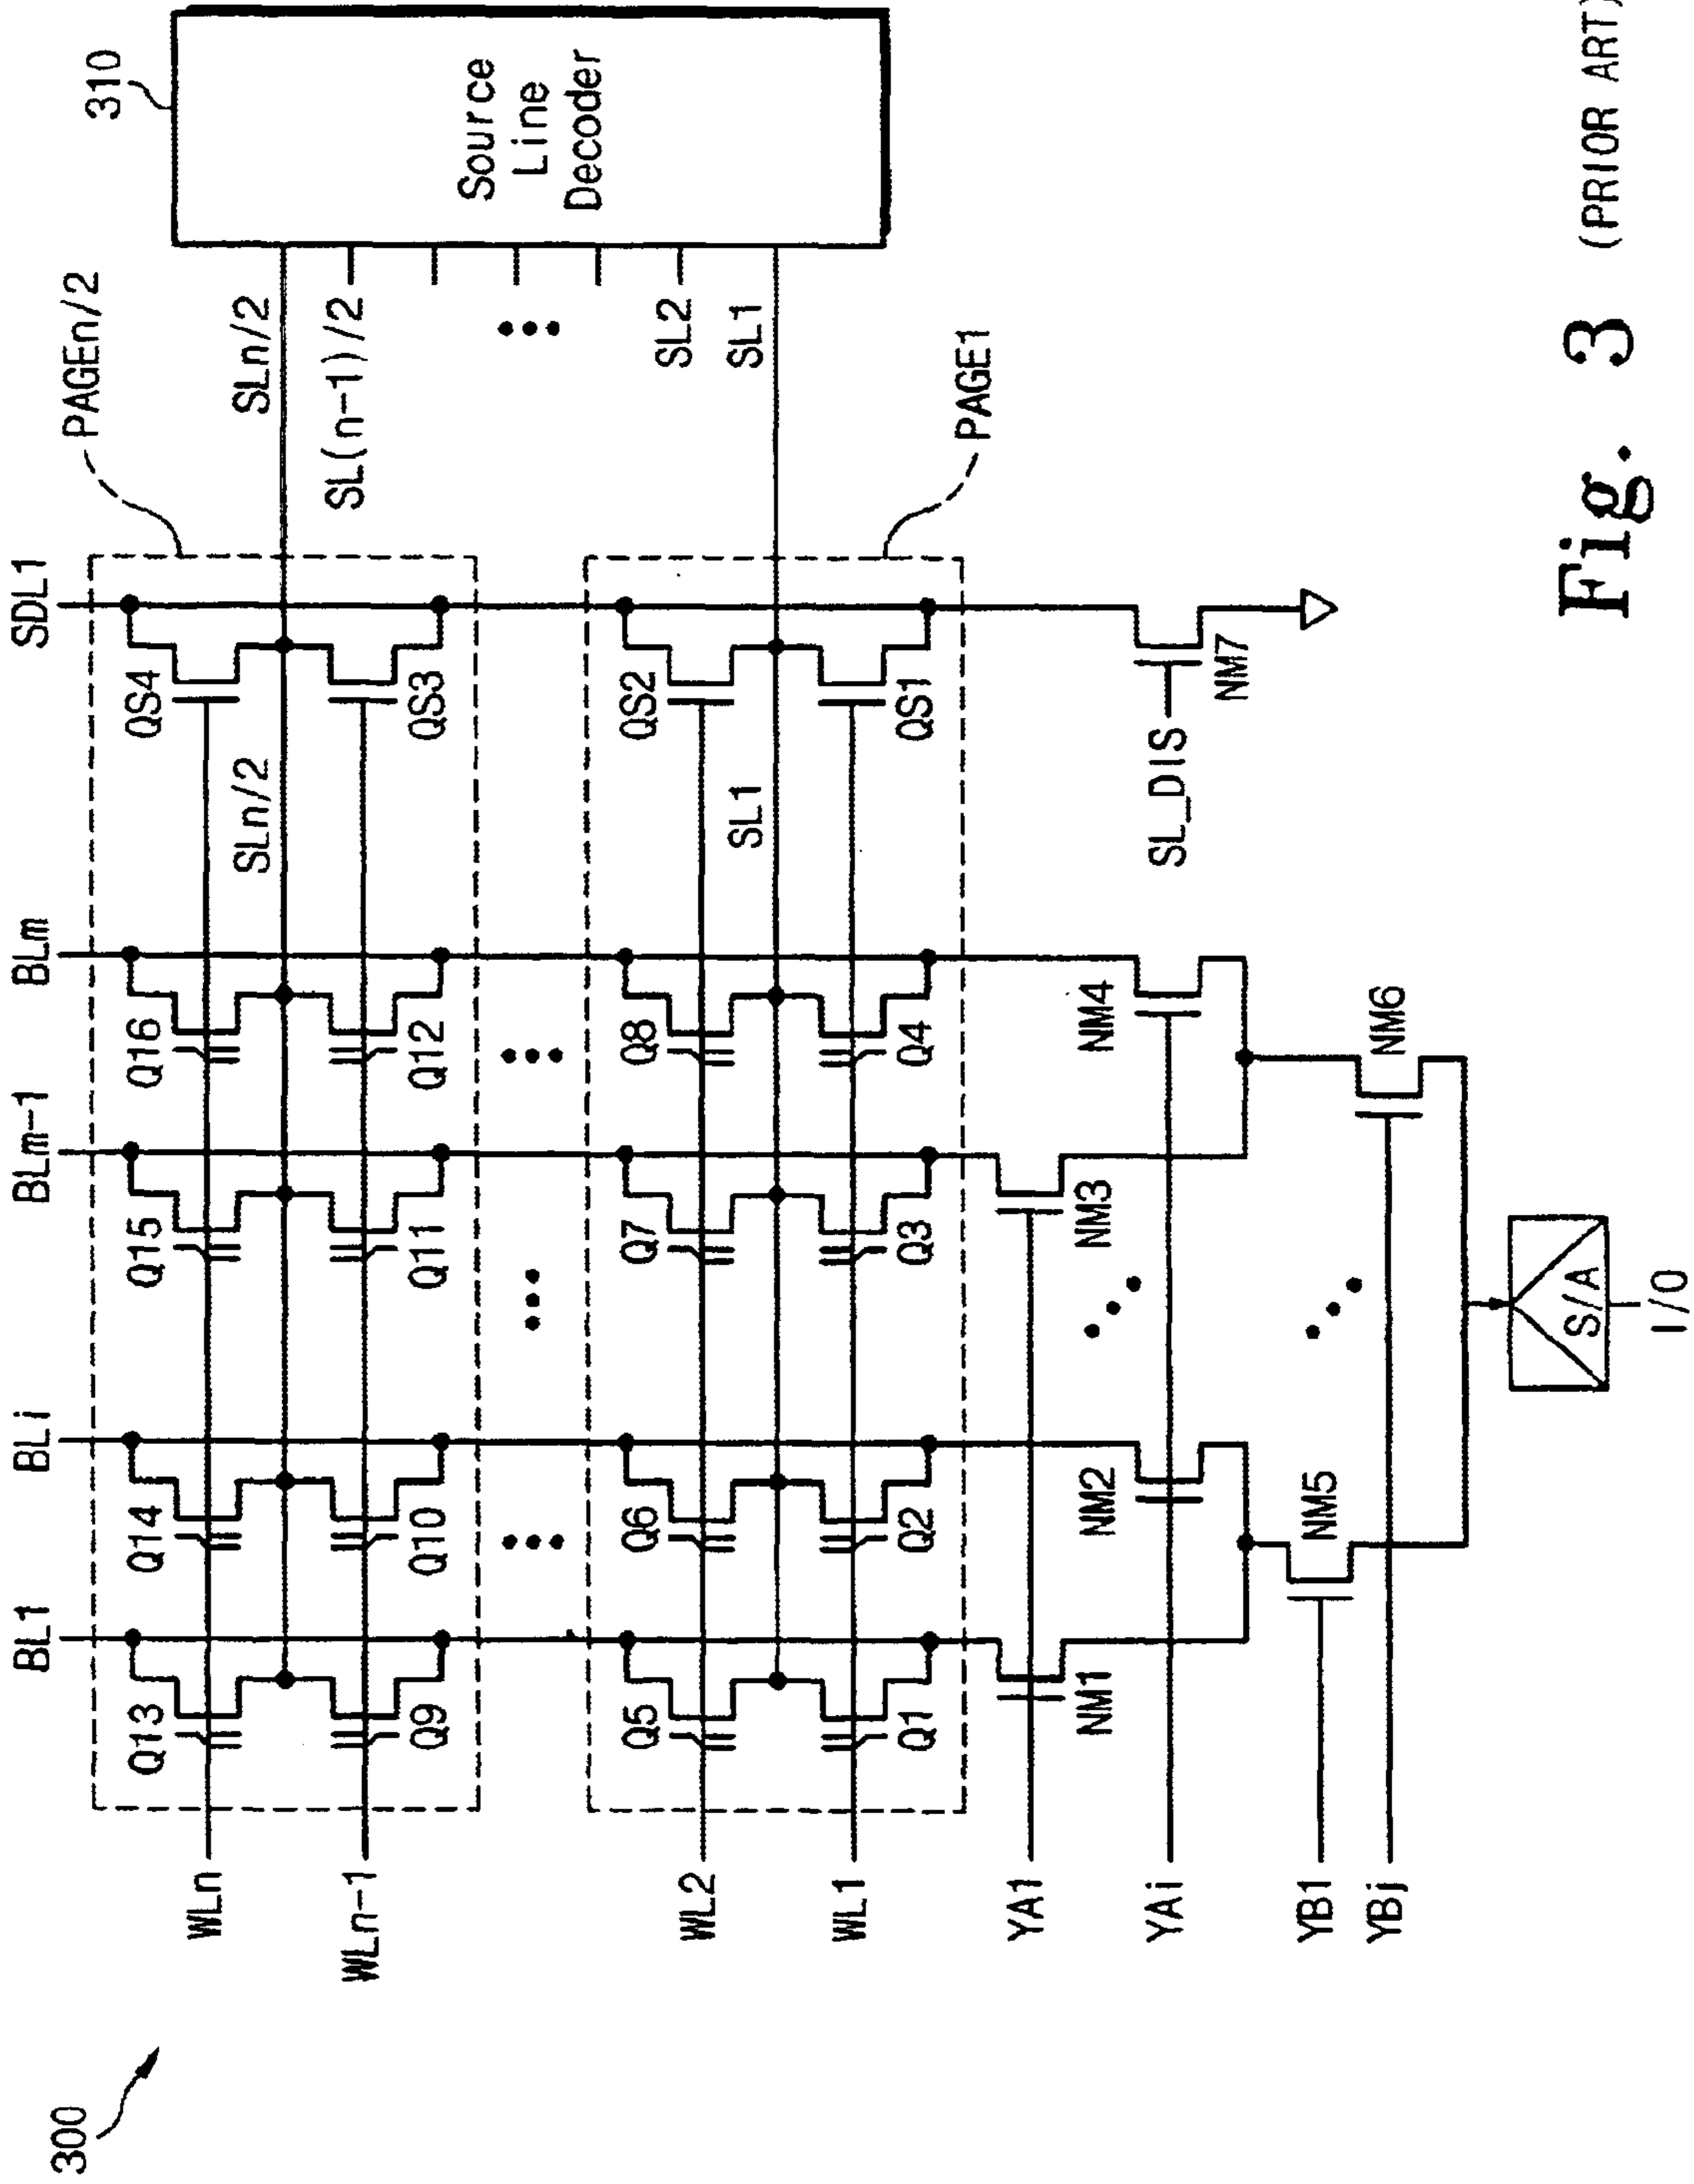 300
BL1
BLi
BLm-1
BLm
SDL1
PAGEn/2
310
WLn
Q13
Q14
Q15
Q16
QS4
SLn/2
SLn/2
Source
Line
Decoder
WLn-1
Q9
Q10
Q11
Q12
QS3
SL(n-1)/2
WL2
Q5
Q6
Q7
Q8
QS2
SL2
SL1
SL1
WL1
Q1
Q2
Q3
Q4
QS1
PAGE1
YA1
NM1
NM2
NM3
NM4
YAi
SL_DIS
NM7
YB1
NM5
NM6
YBj
S/A
I/O
Fig. 3 (PRIOR ART)